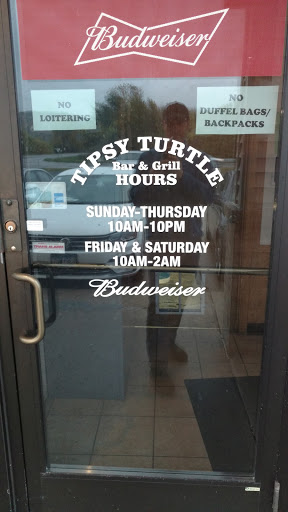 Budweiser
NO
LOITERING
NO
DUFFEL BAGS/
BACKPACKS
TIPSY TURTLE
Bar & Grill
HOURS
SUNDAY-THURSDAY
10AM-10PM
FRIDAY & SATURDAY
10AM-2AM
Budweiser